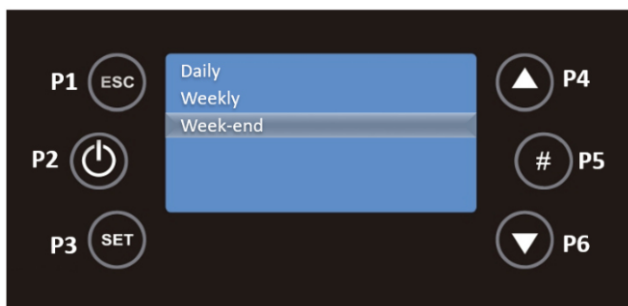 P1 ESC
Daily
Weekly
Week-end
P4
P2
# P5
P3 SET
P6